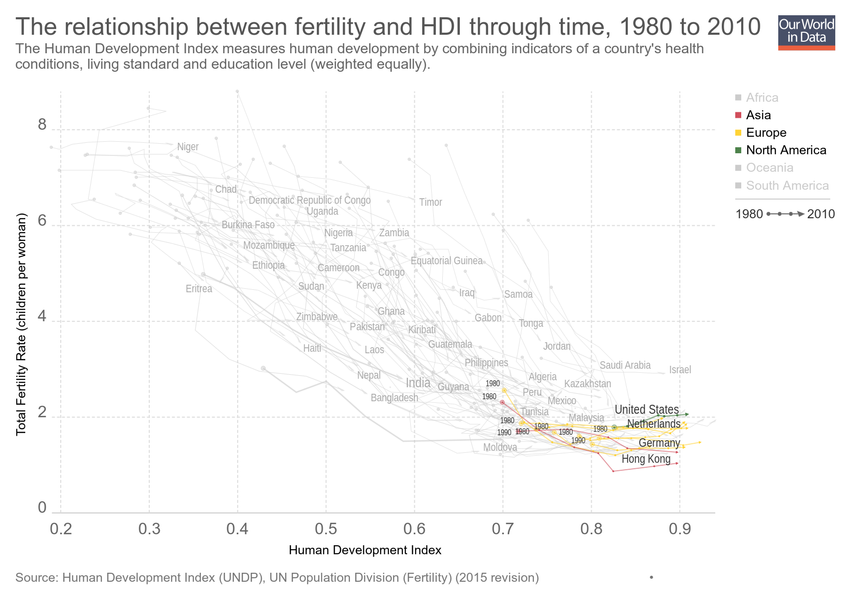 The relationship between fertility and HDI through time, 1980 to 2010
The Human Development Index measures human development by combining indicators of a country's health
conditions, living standard and education level (weighted equally).
Our World
in Data
Africa
Asia
Europe
North America
Oceania
South America
1980 2010
Total Fertility Rate (children per woman)
8
6
4
2
0
Niger
Chad
Democratic Republic of Congo
Timor
Uganda
Burkina Faso
Nigeria
Zambia
Mozambique
Tanzania
Ethiopia
Cameroon
Congo
Equatorial Guinea
Eritrea
Sudan
Kenya
Iraq
Samoa
Zimbabwe
Ghana
Gabon
Tonga
Pakistan
Kiribati
Haiti
Laos
Guatemala
Jordan
Philippines
Saudi Arabia
Israel
Nepal
India
Guyana
Algeria
Kazakhstan
1980
1980
Bangladesh
Peru
Mexico
Tunisia
Malaysia
United States
1980
1980
1980
Netherlands
1990
1980
1980
1990
Moldova
Germany
Hong Kong
0.2 0.3 0.4 0.5 0.6 0.7 0.8 0.9
Human Development Index
Source: Human Development Index (UNDP), UN Population Division (Fertility) (2015 revision)